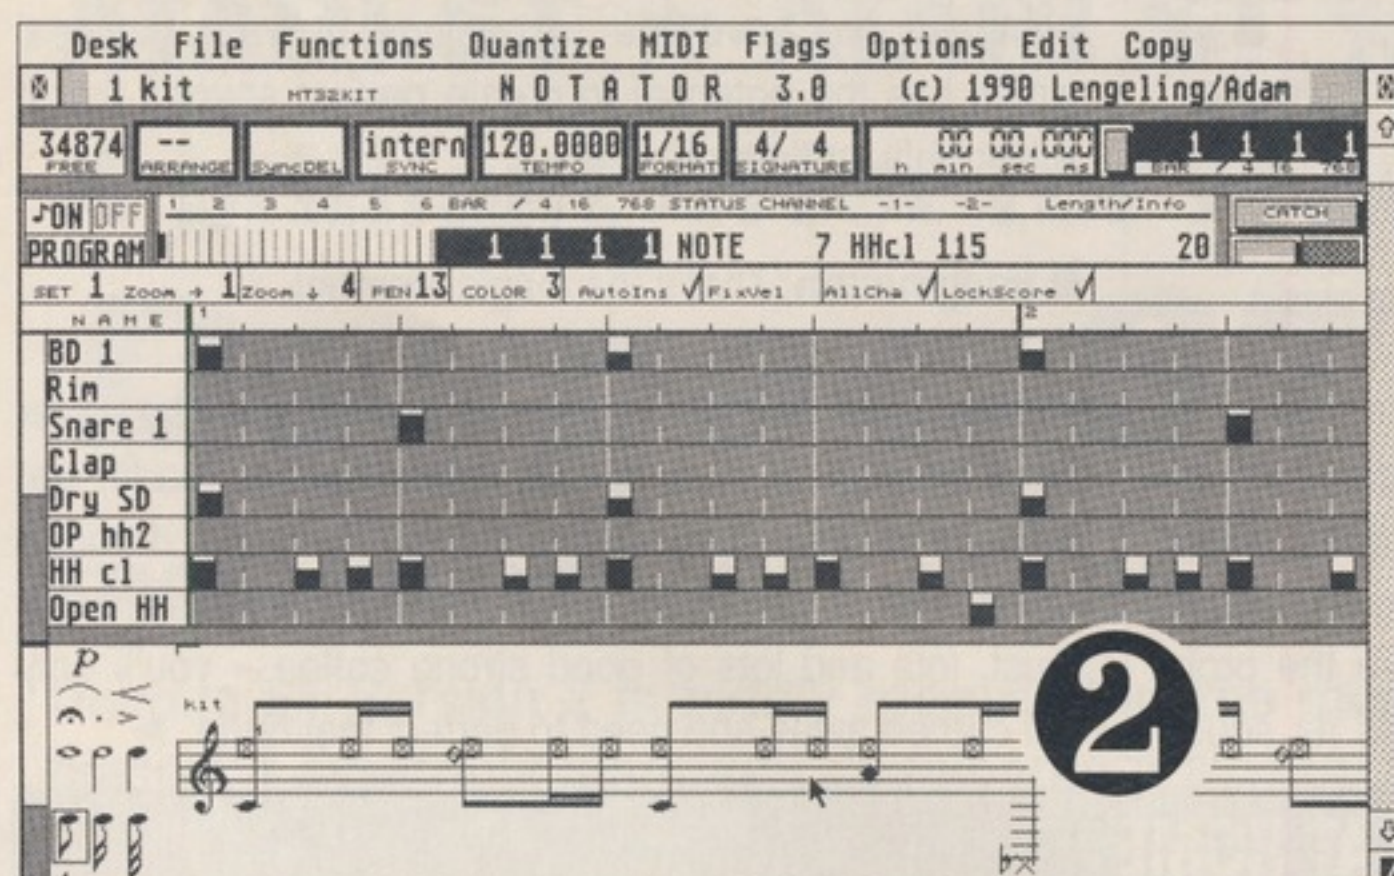 Desk File Functions Quantize MIDI Flags Options Edit Copy
1 kit MT32KIT NOTATOR 3.0 (c) 1990 Lengeling/Adam
34874 -- intern 120.0000 1/16 4/ 4 00 00.000 1 1 1 1
FREE ARRANGE SyncDEL SYNC TEMPO FORMAT SIGNATURE h min sec ms BAR / 4 16 768
♪ON OFF 1 2 3 4 5 6 BAR / 4 16 768 STATUS CHANNEL -1- -2- Length/Info CATCH
PROGRAM 1 1 1 1 NOTE 7 HHcl 115 20
SET 1 Zoom → 1 Zoom ↓ 4 PEN 13 COLOR 3 AutoIns √ FixVel AllCha √ LockScore √
NAME 1 2
BD 1
Rim
Snare 1
Clap
Dry SD
OP hh2
HH cl
Open HH
p
kit
2